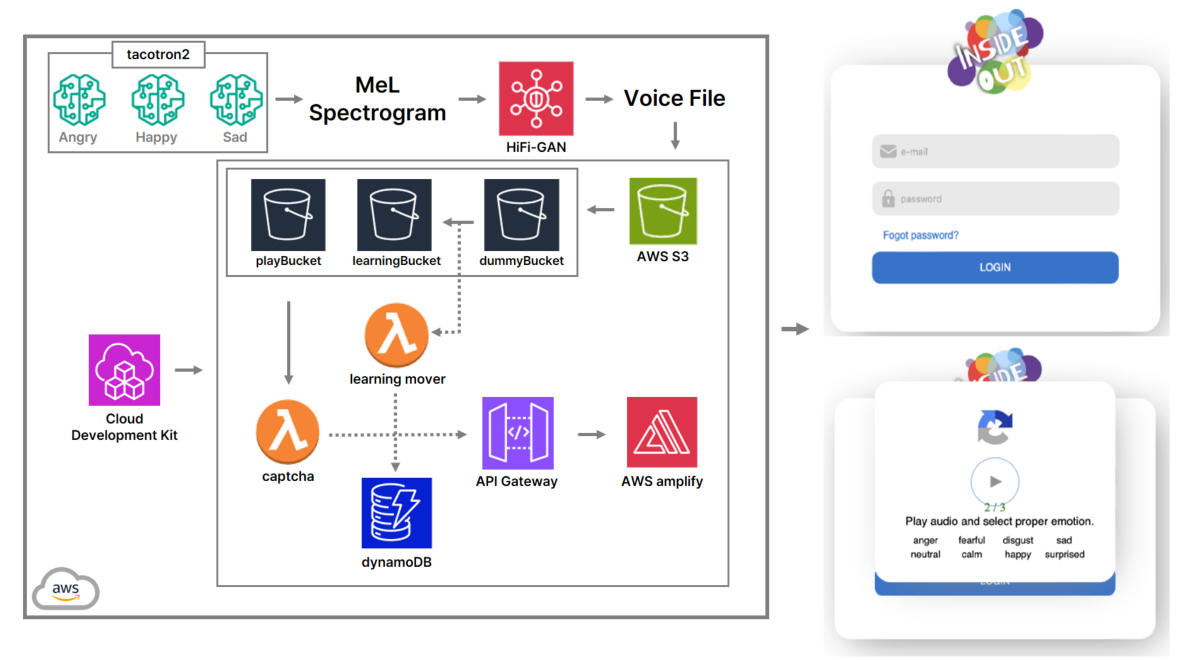 tacotron2
Angry
Happy
Sad
MeL
Spectrogram
HiFi-GAN
Voice File
playBucket
learningBucket
dummyBucket
AWS S3
learning mover
Cloud
Development Kit
captcha
API Gateway
AWS amplify
dynamoDB
aws
INSIDE
OUT
e-mail
password
Fogot password?
LOGIN
INSIDE
2 / 3
Play audio and select proper emotion.
anger fearful disgust sad
neutral calm happy surprised
LOGIN